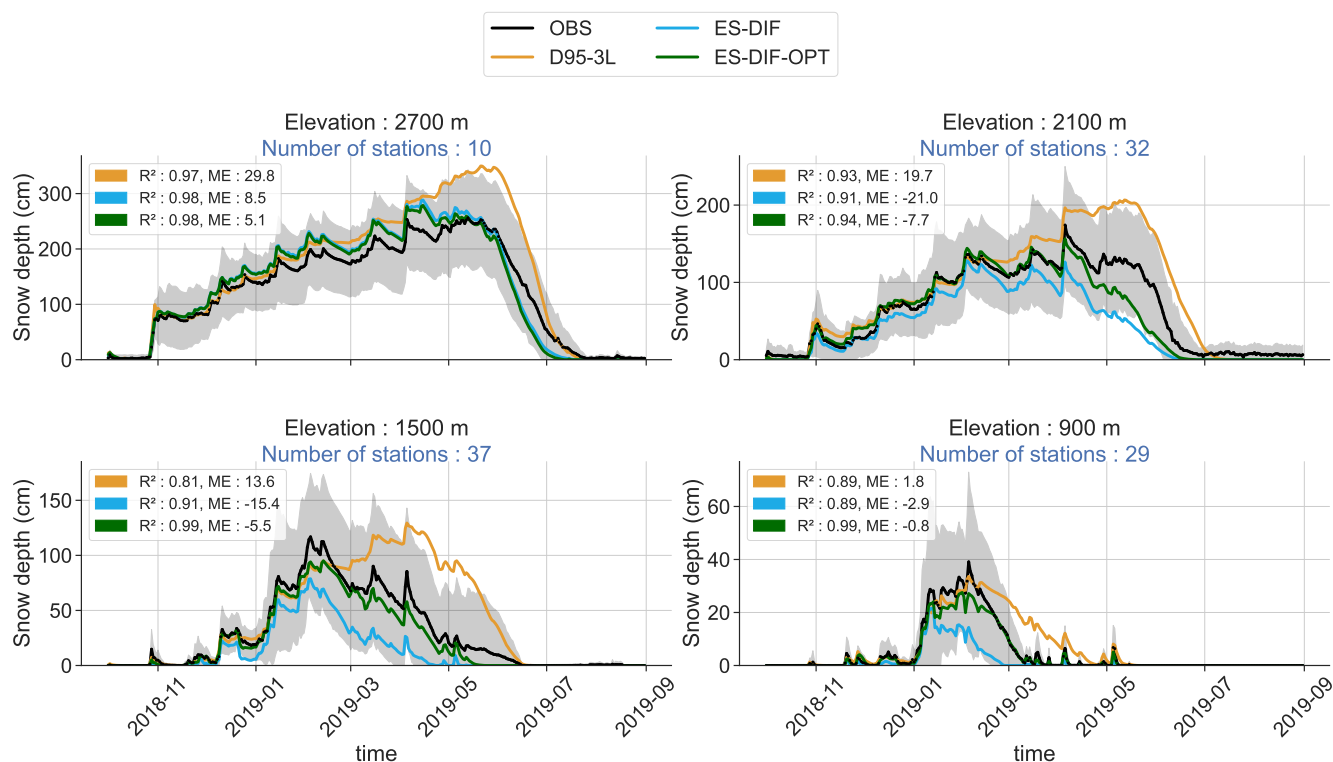 OBS
D95-3L
ES-DIF
ES-DIF-OPT
Elevation : 2700 m
Number of stations : 10
R² : 0.97, ME : 29.8
R² : 0.98, ME : 8.5
R² : 0.98, ME : 5.1
Snow depth (cm)
300
200
100
0
Elevation : 2100 m
Number of stations : 32
R² : 0.93, ME : 19.7
R² : 0.91, ME : -21.0
R² : 0.94, ME : -7.7
Snow depth (cm)
200
100
0
Elevation : 1500 m
Number of stations : 37
R² : 0.81, ME : 13.6
R² : 0.91, ME : -15.4
R² : 0.99, ME : -5.5
Snow depth (cm)
150
100
50
0
2018-11
2019-01
2019-03
2019-05
2019-07
2019-09
time
Elevation : 900 m
Number of stations : 29
R² : 0.89, ME : 1.8
R² : 0.89, ME : -2.9
R² : 0.99, ME : -0.8
Snow depth (cm)
60
40
20
0
2018-11
2019-01
2019-03
2019-05
2019-07
2019-09
time